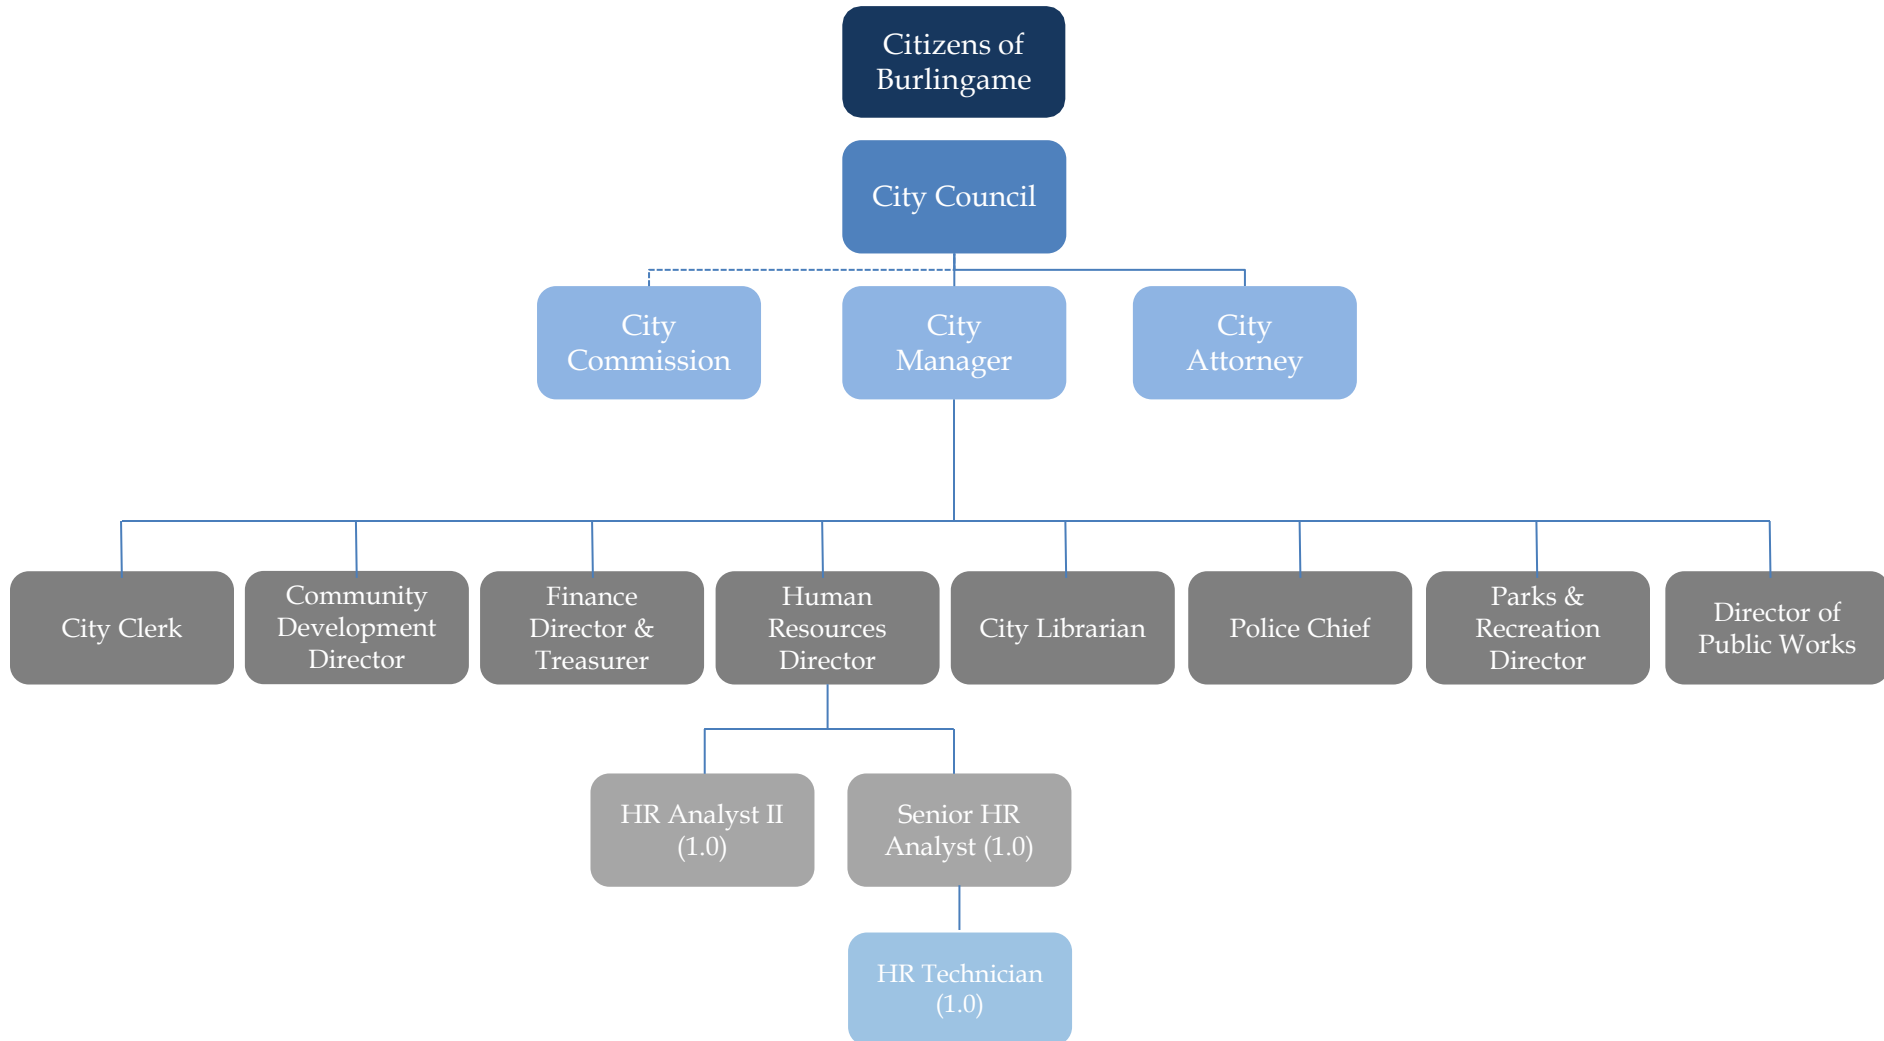 Citizens of
Burlingame
City Council
City
Commission
City
Manager
City
Attorney
City Clerk
Community
Development
Director
Finance
Director &
Treasurer
Human
Resources
Director
City Librarian
Police Chief
Parks &
Recreation
Director
Director of
Public Works
HR Analyst II
(1.0)
Senior HR
Analyst (1.0)
HR Technician
(1.0)